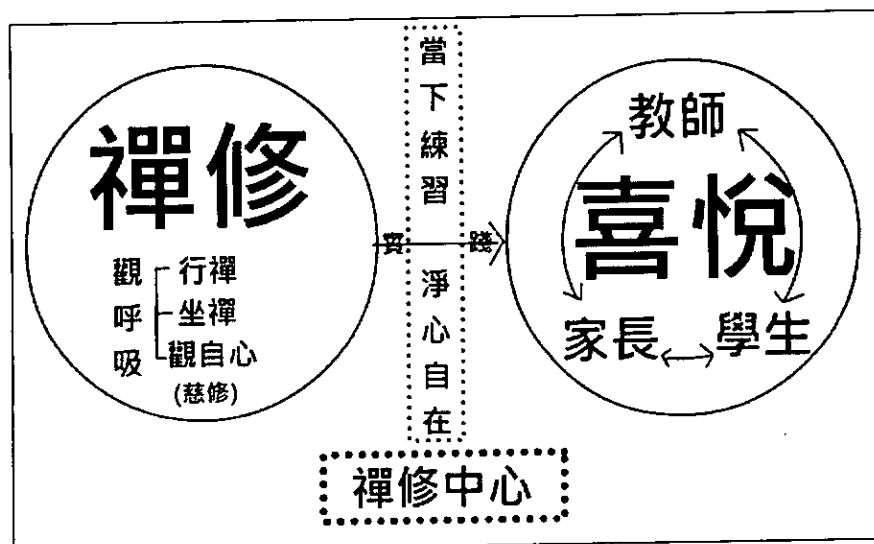 禪修
觀呼吸
行禪
坐禪
觀自心
(慈修)
當下練習
實踐
淨心自在
教師
喜悅
家長
學生
禪修中心